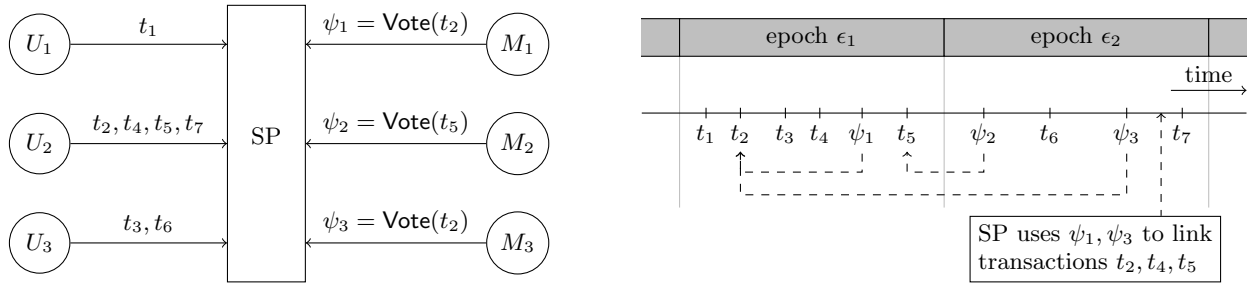 U₁
t₁
ψ₁ = Vote(t₂)
M₁
U₂
t₂, t₄, t₅, t₇
SP
ψ₂ = Vote(t₅)
M₂
U₃
t₃, t₆
ψ₃ = Vote(t₂)
M₃
epoch ϵ₁
epoch ϵ₂
time
t₁ t₂ t₃ t₄ ψ₁ t₅ ψ₂ t₆ ψ₃ t₇
SP uses ψ₁, ψ₃ to link
transactions t₂, t₄, t₅